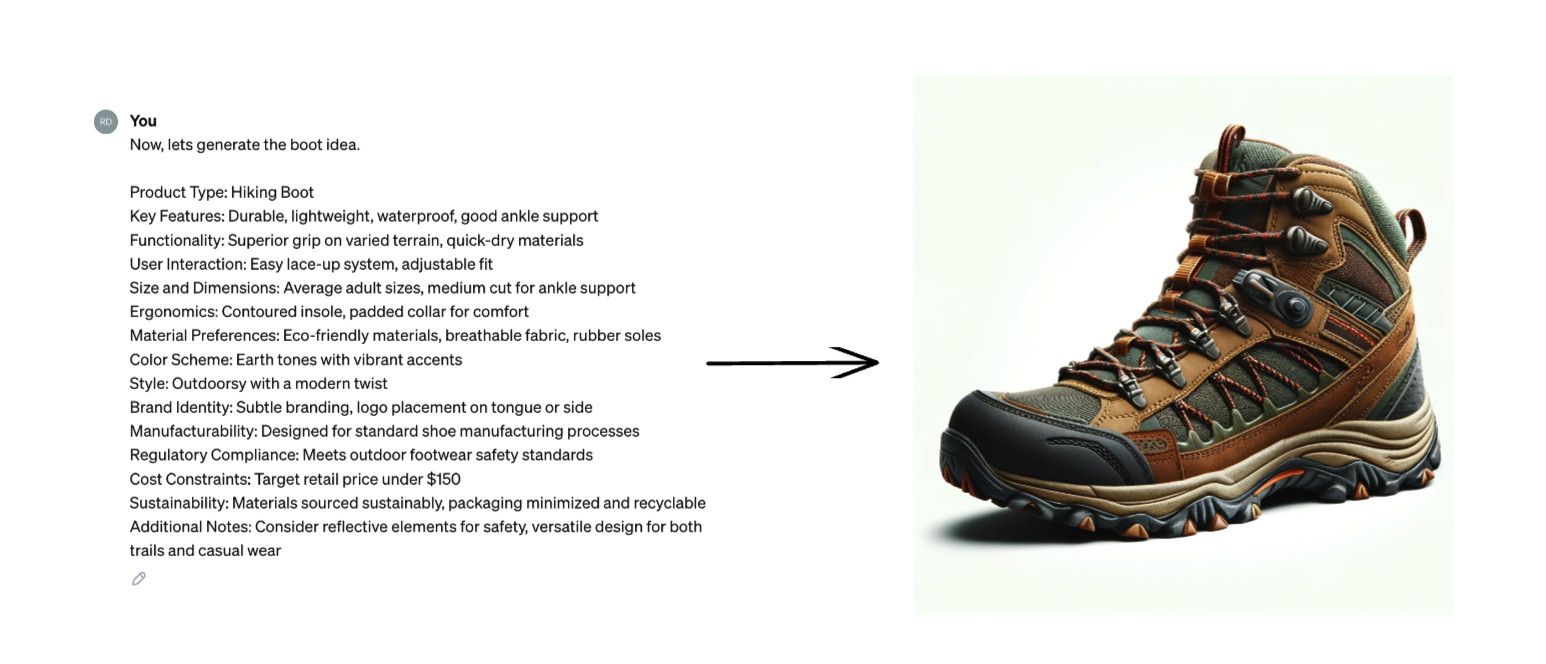 RD
You
Now, lets generate the boot idea.
Product Type: Hiking Boot
Key Features: Durable, lightweight, waterproof, good ankle support
Functionality: Superior grip on varied terrain, quick-dry materials
User Interaction: Easy lace-up system, adjustable fit
Size and Dimensions: Average adult sizes, medium cut for ankle support
Ergonomics: Contoured insole, padded collar for comfort
Material Preferences: Eco-friendly materials, breathable fabric, rubber soles
Color Scheme: Earth tones with vibrant accents
Style: Outdoorsy with a modern twist
Brand Identity: Subtle branding, logo placement on tongue or side
Manufacturability: Designed for standard shoe manufacturing processes
Regulatory Compliance: Meets outdoor footwear safety standards
Cost Constraints: Target retail price under $150
Sustainability: Materials sourced sustainably, packaging minimized and recyclable
Additional Notes: Consider reflective elements for safety, versatile design for both
trails and casual wear